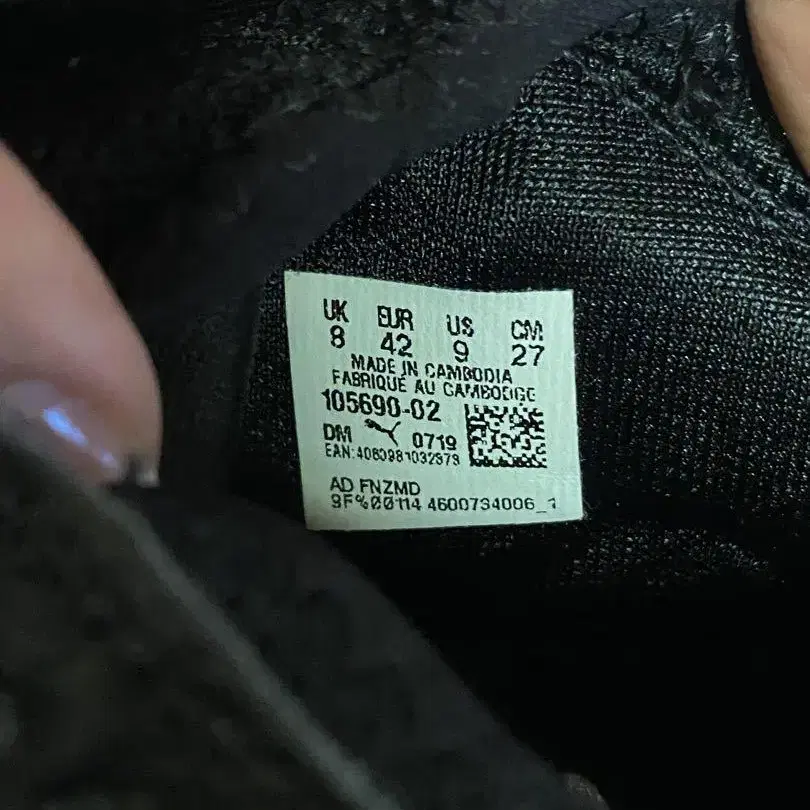 UK EUR US CM
8 42 9 27
MADE IN CAMBODIA
FABRIQUÉ AU CAMBODGE
105690-02
DM 0719
EAN:4060981032379
AD FNZMD
9F%00114 4600734006_1